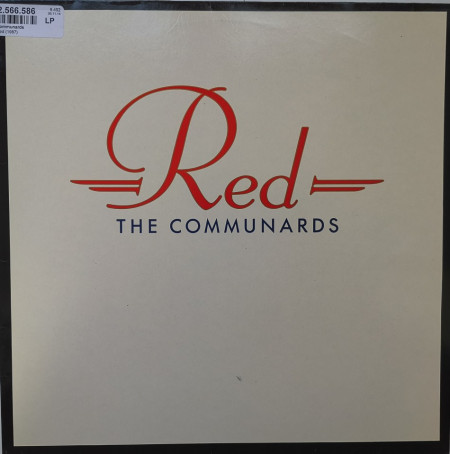 2.566.586
LP
Red
THE COMMUNARDS